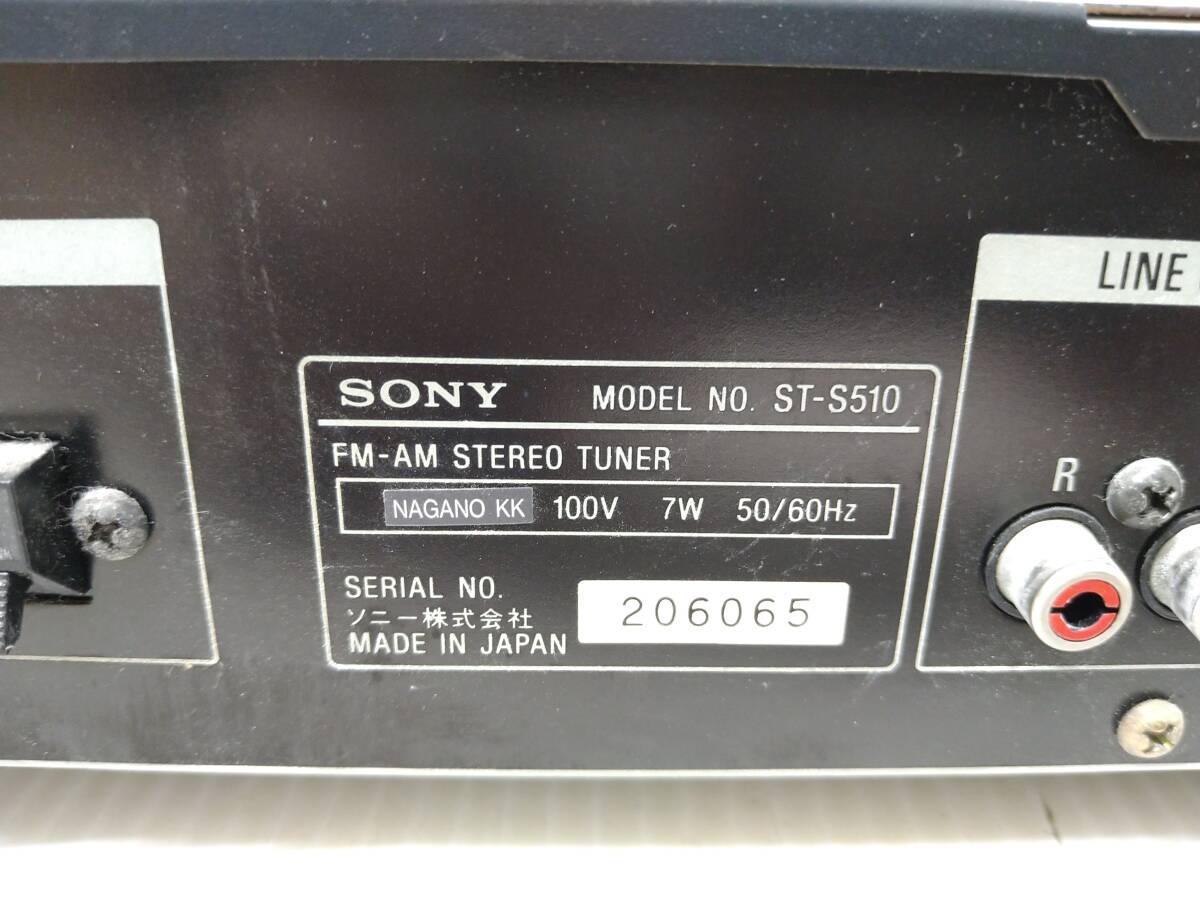 LINE
SONY MODEL NO. ST-S510
FM-AM STEREO TUNER
NAGANO KK 100V 7W 50/60Hz
SERIAL NO.
ソニー株式会社 206065
MADE IN JAPAN
R